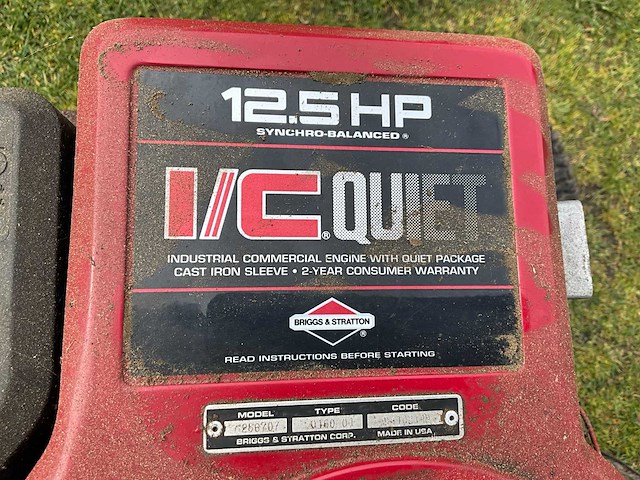 12.5 HP
SYNCHRO-BALANCED®
I/C® QUIET
INDUSTRIAL COMMERCIAL ENGINE WITH QUIET PACKAGE
CAST IRON SLEEVE • 2-YEAR CONSUMER WARRANTY
BRIGGS & STRATTON ®
READ INSTRUCTIONS BEFORE STARTING
MODEL TYPE CODE
BRIGGS & STRATTON CORP. MADE IN USA